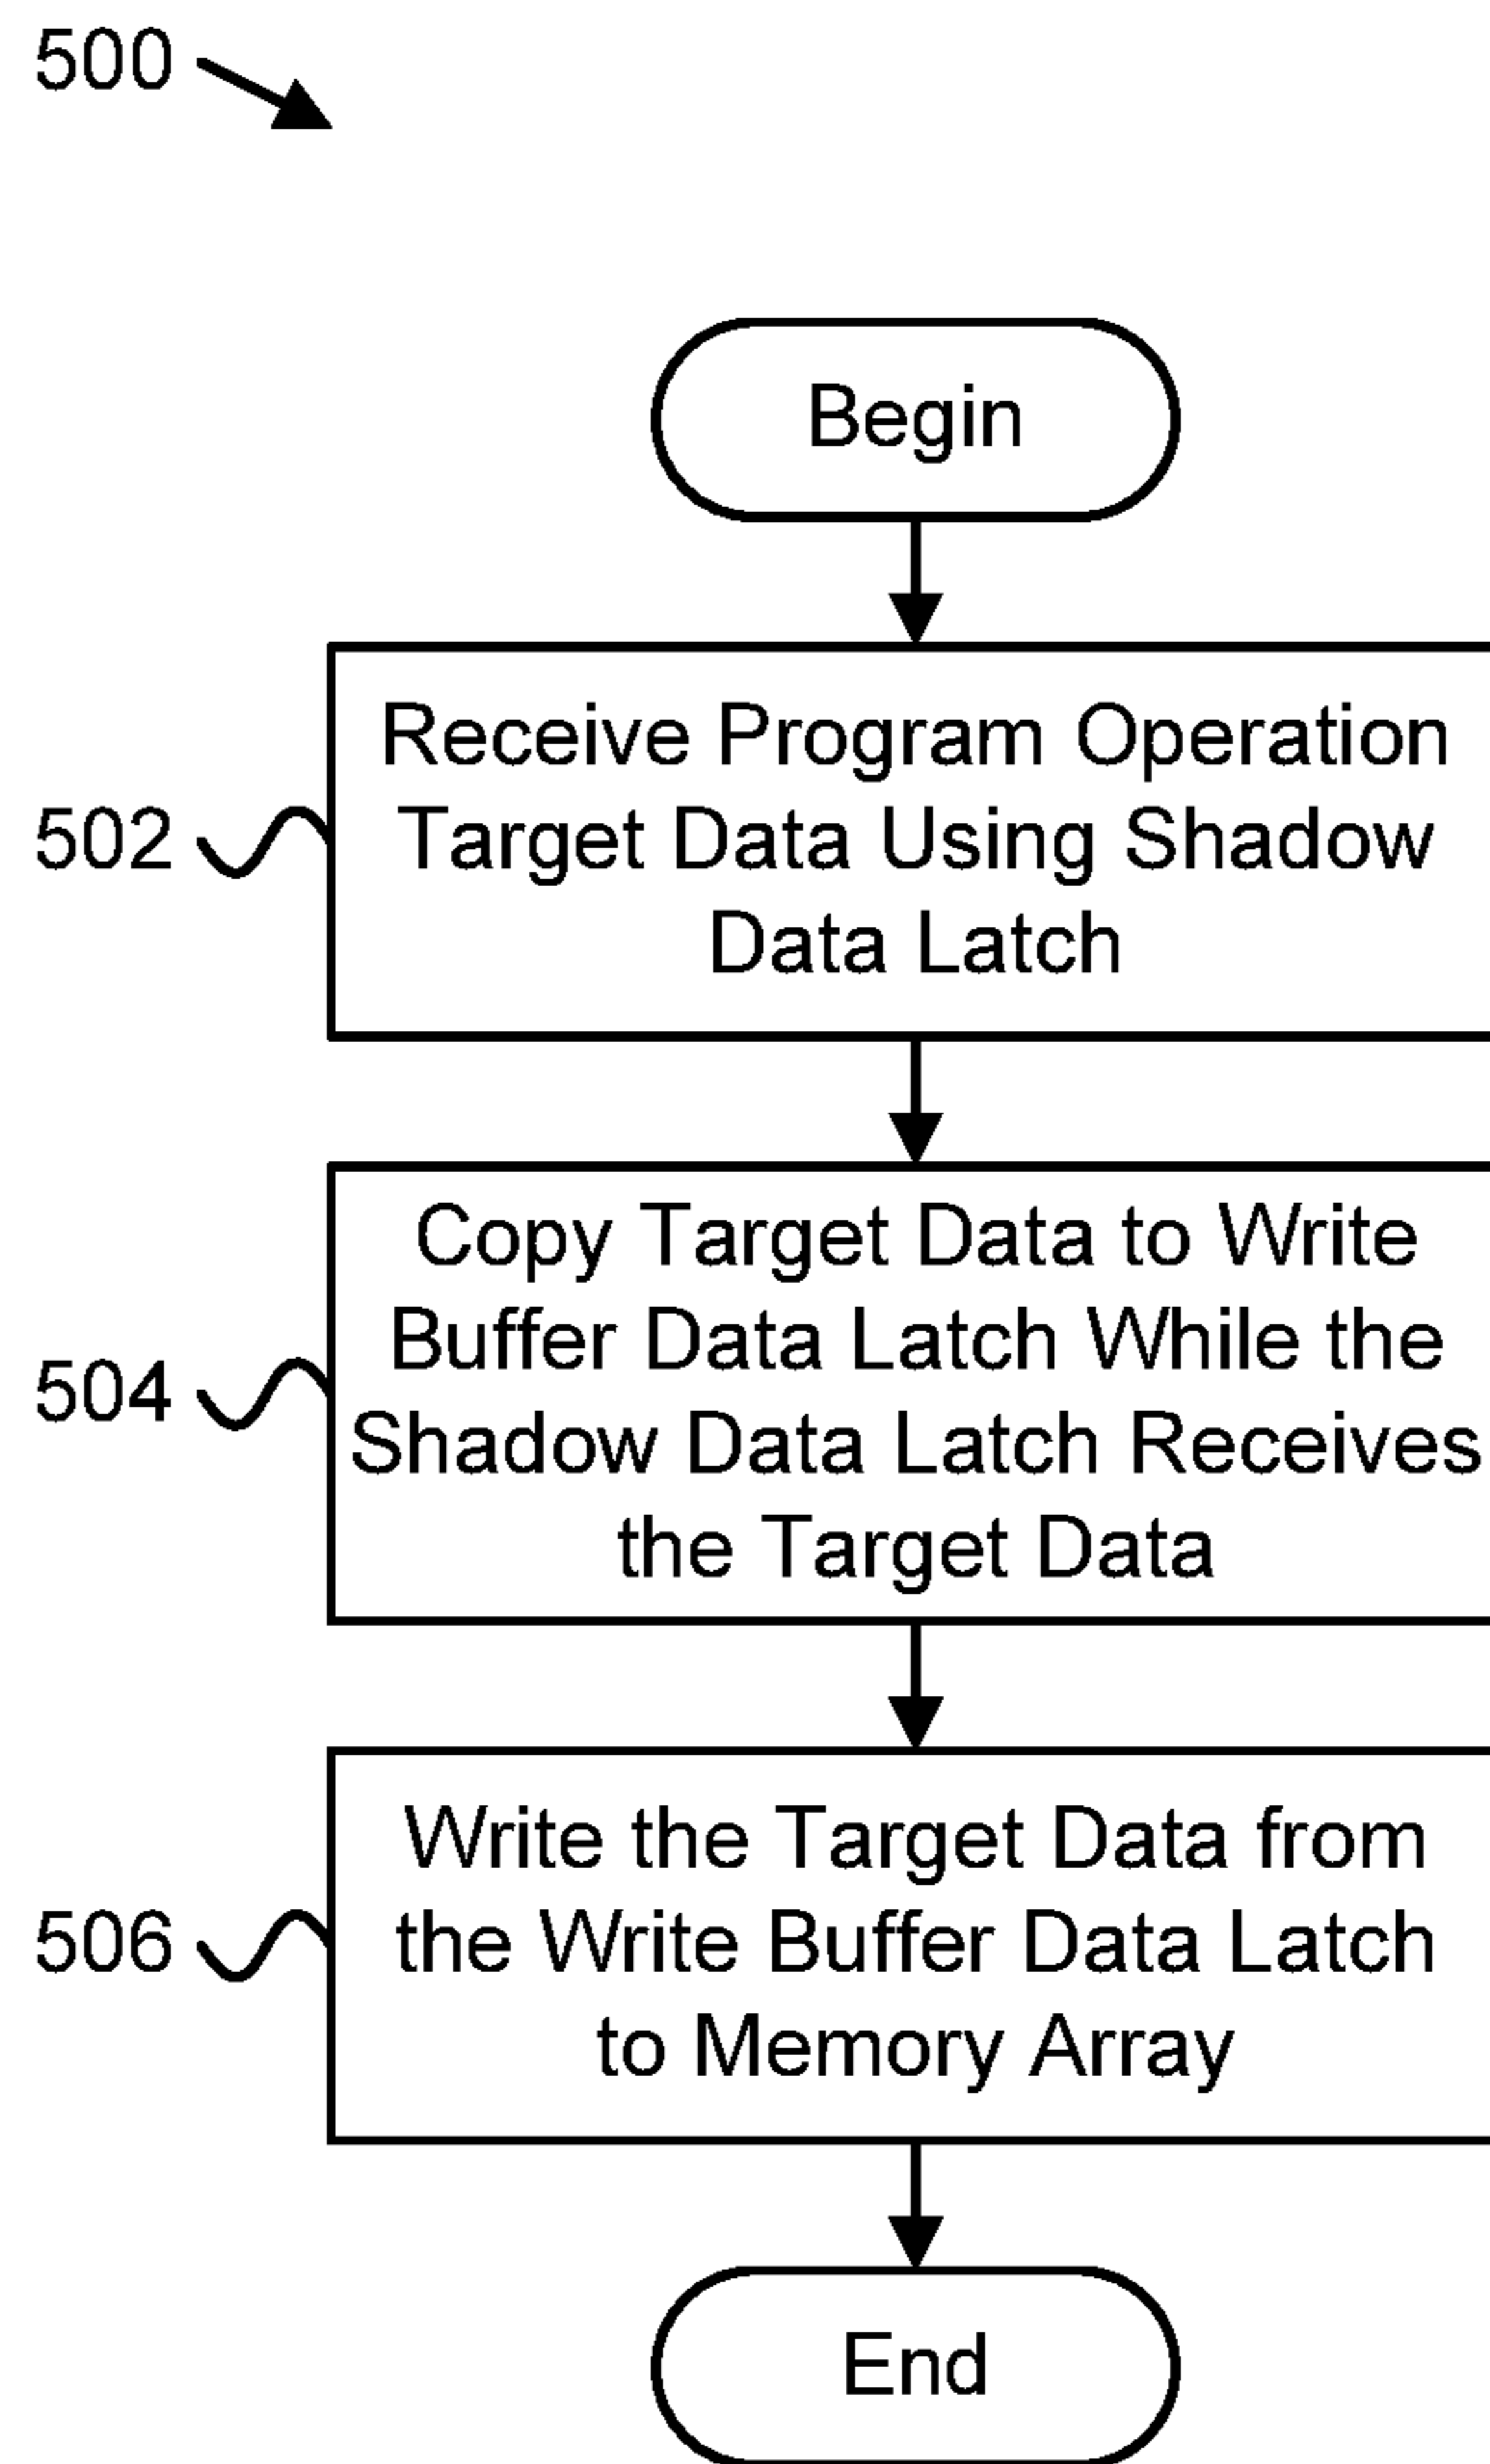 500
Begin
502
Receive Program Operation
Target Data Using Shadow
Data Latch
504
Copy Target Data to Write
Buffer Data Latch While the
Shadow Data Latch Receives
the Target Data
506
Write the Target Data from
the Write Buffer Data Latch
to Memory Array
End